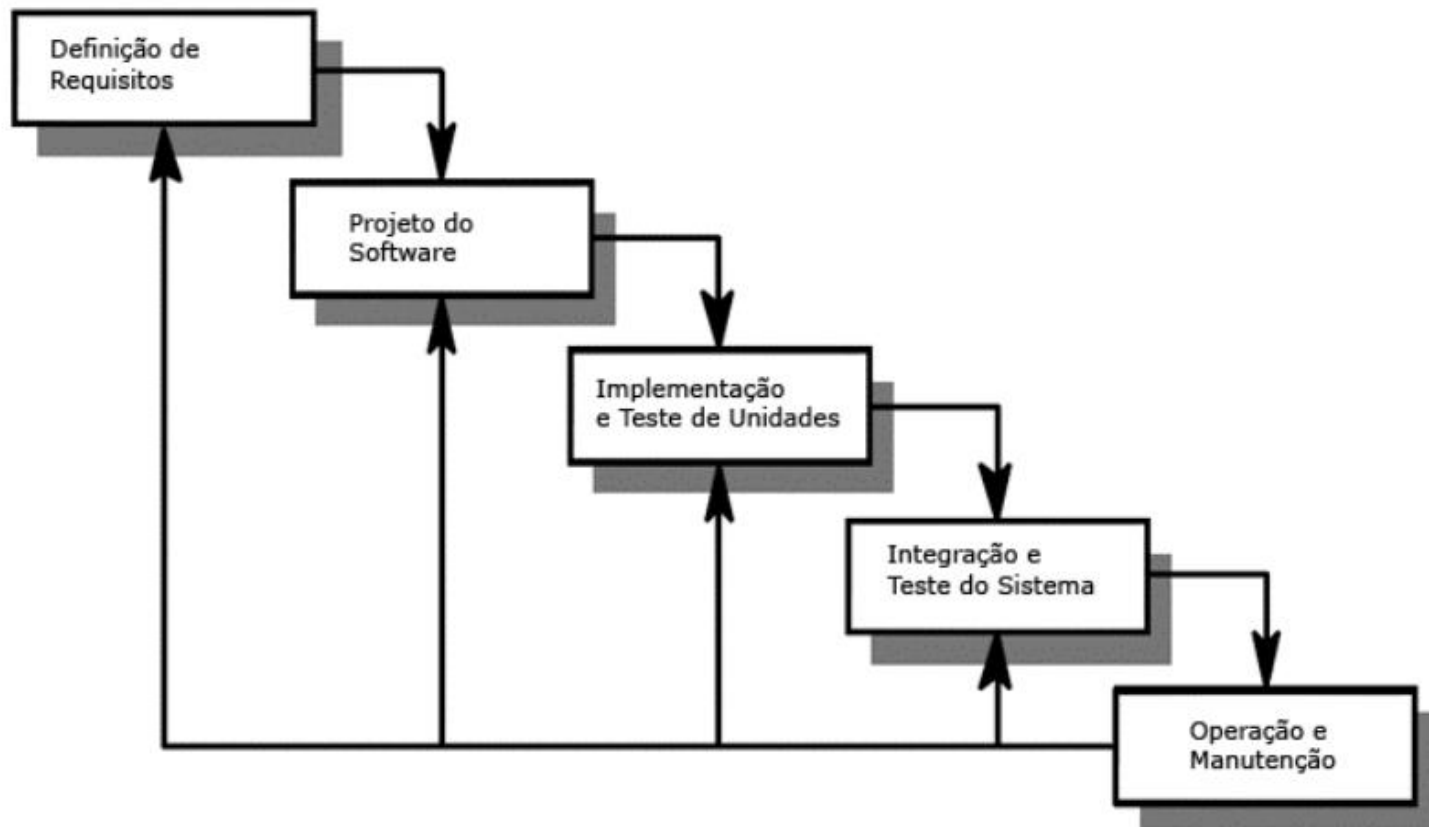 Definição de
Requisitos
Projeto do
Software
Implementação
e Teste de Unidades
Integração e
Teste do Sistema
Operação e
Manutenção